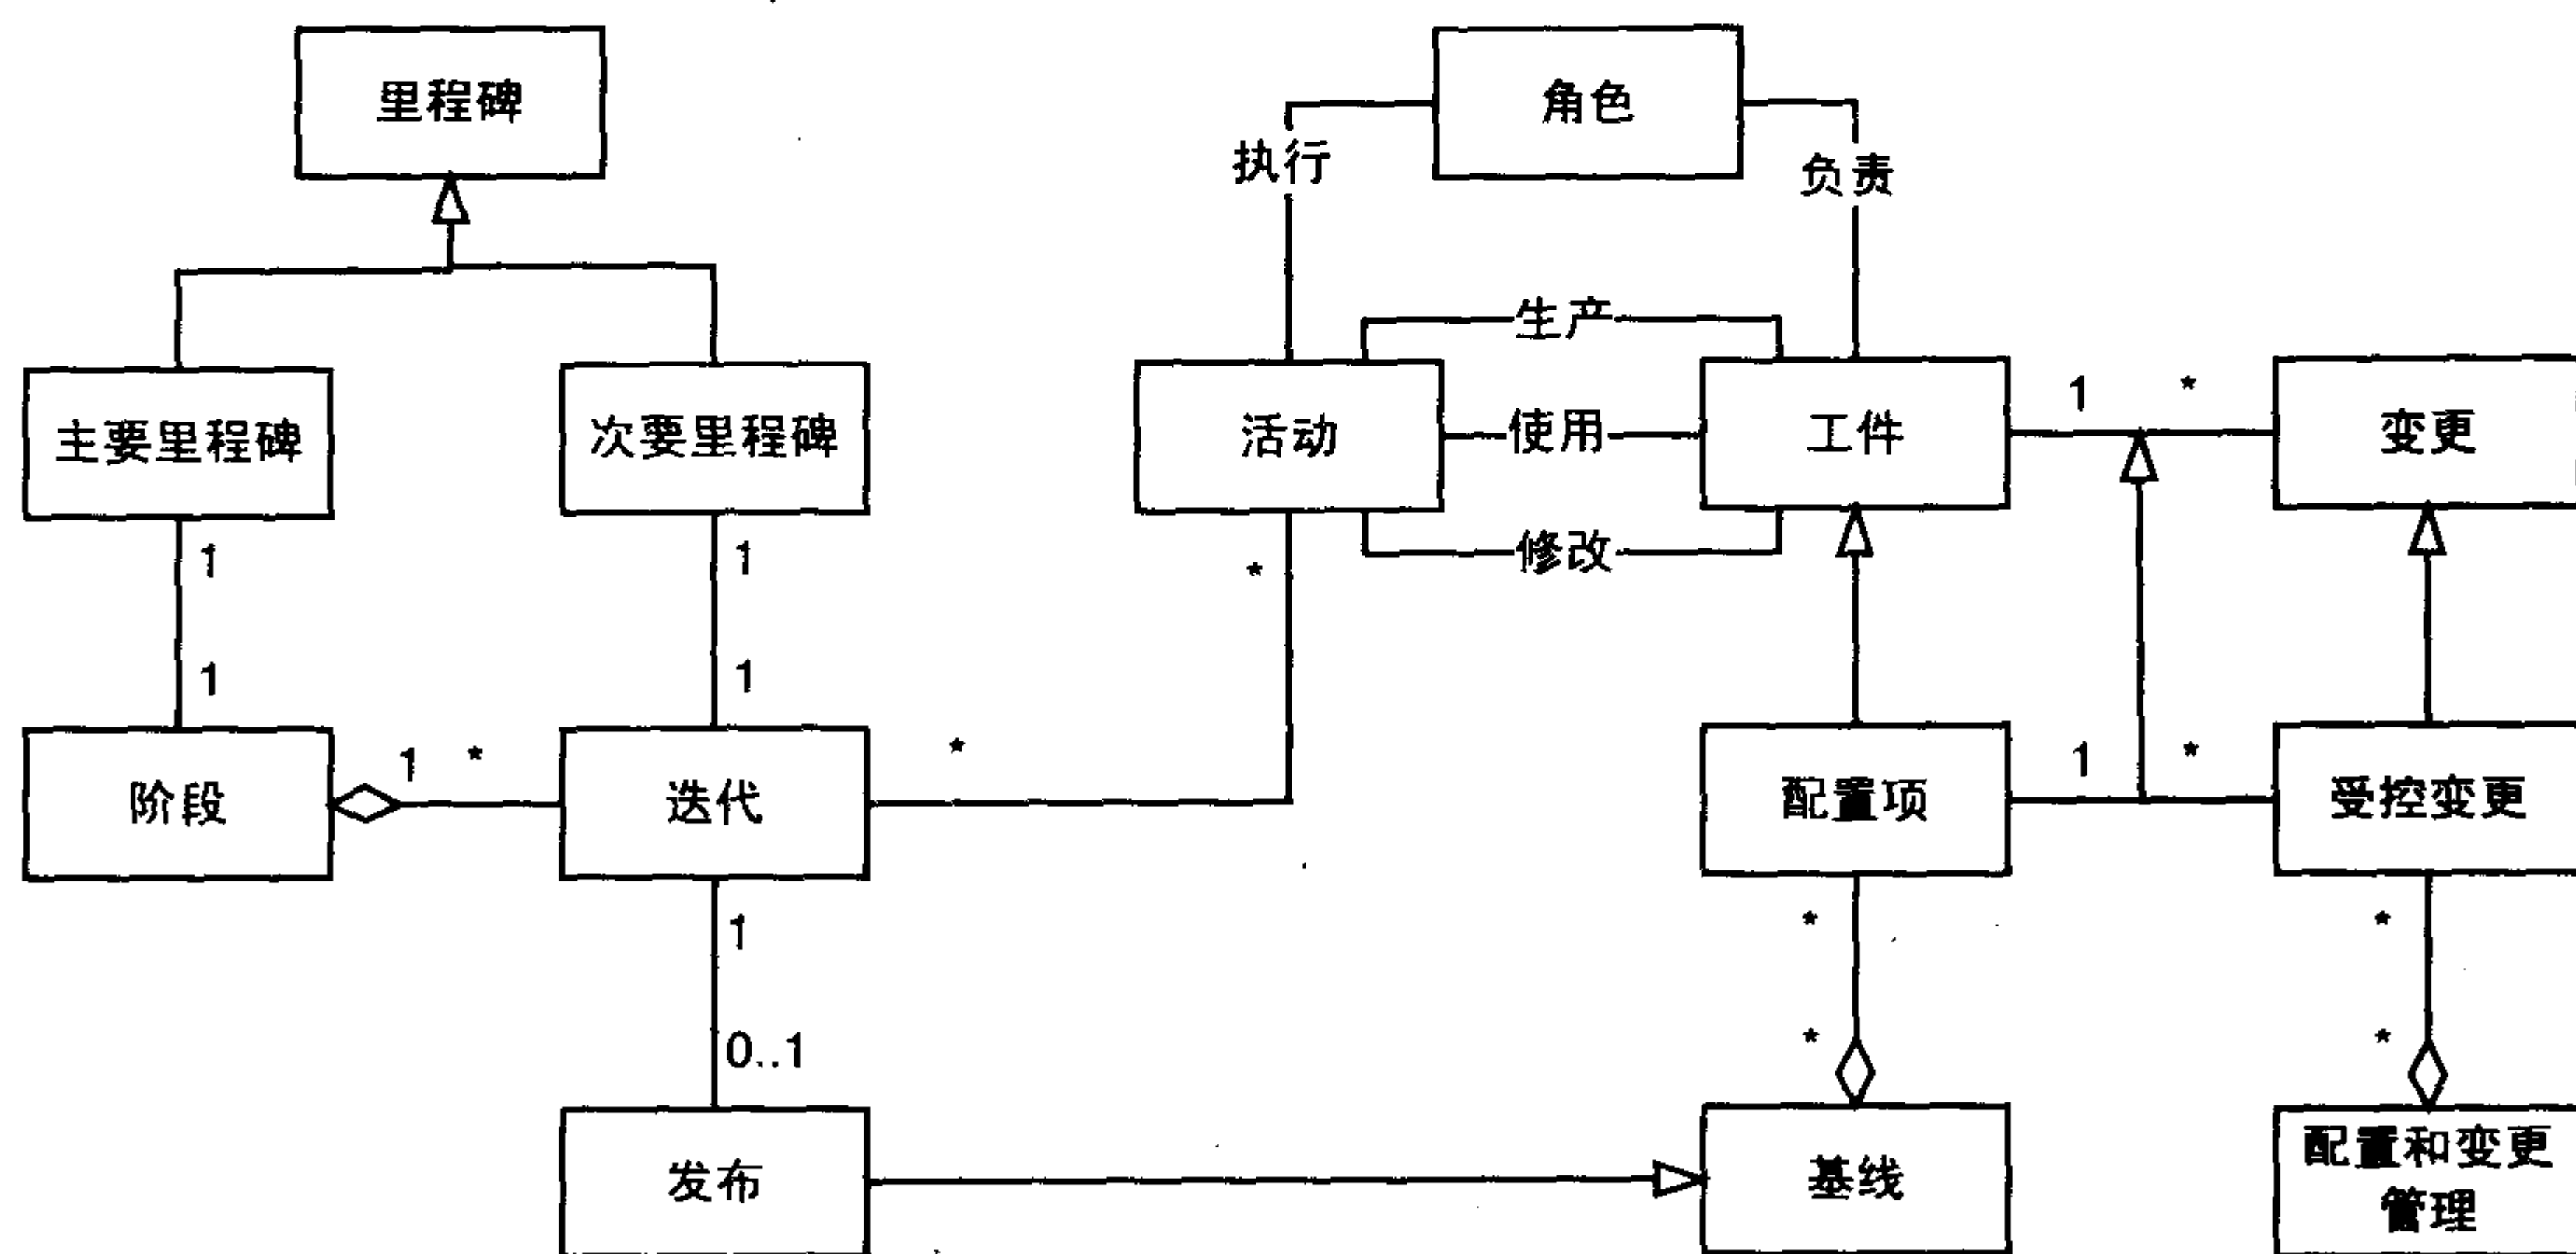 里程碑
角色
执行
负责
生产
主要里程碑
次要里程碑
活动
使用
工件
1
*
变更
1
1
*
修改
1
1
阶段
1
*
迭代
*
配置项
1
*
受控变更
1
*
*
0..1
*
*
发布
基线
配置和变更
管理